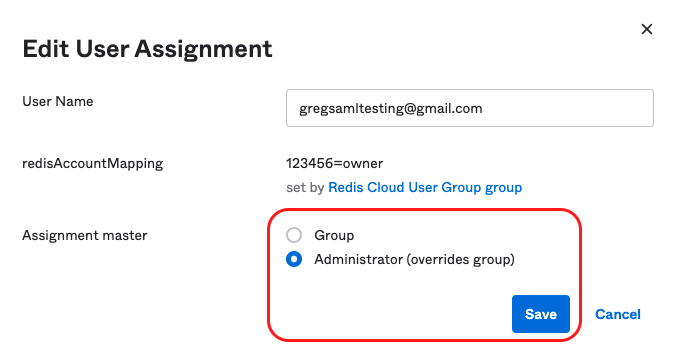 Edit User Assignment
User Name
gregsamltesting@gmail.com
redisAccountMapping
123456=owner
set by Redis Cloud User Group group
Assignment master
Group
Administrator (overrides group)
Save
Cancel